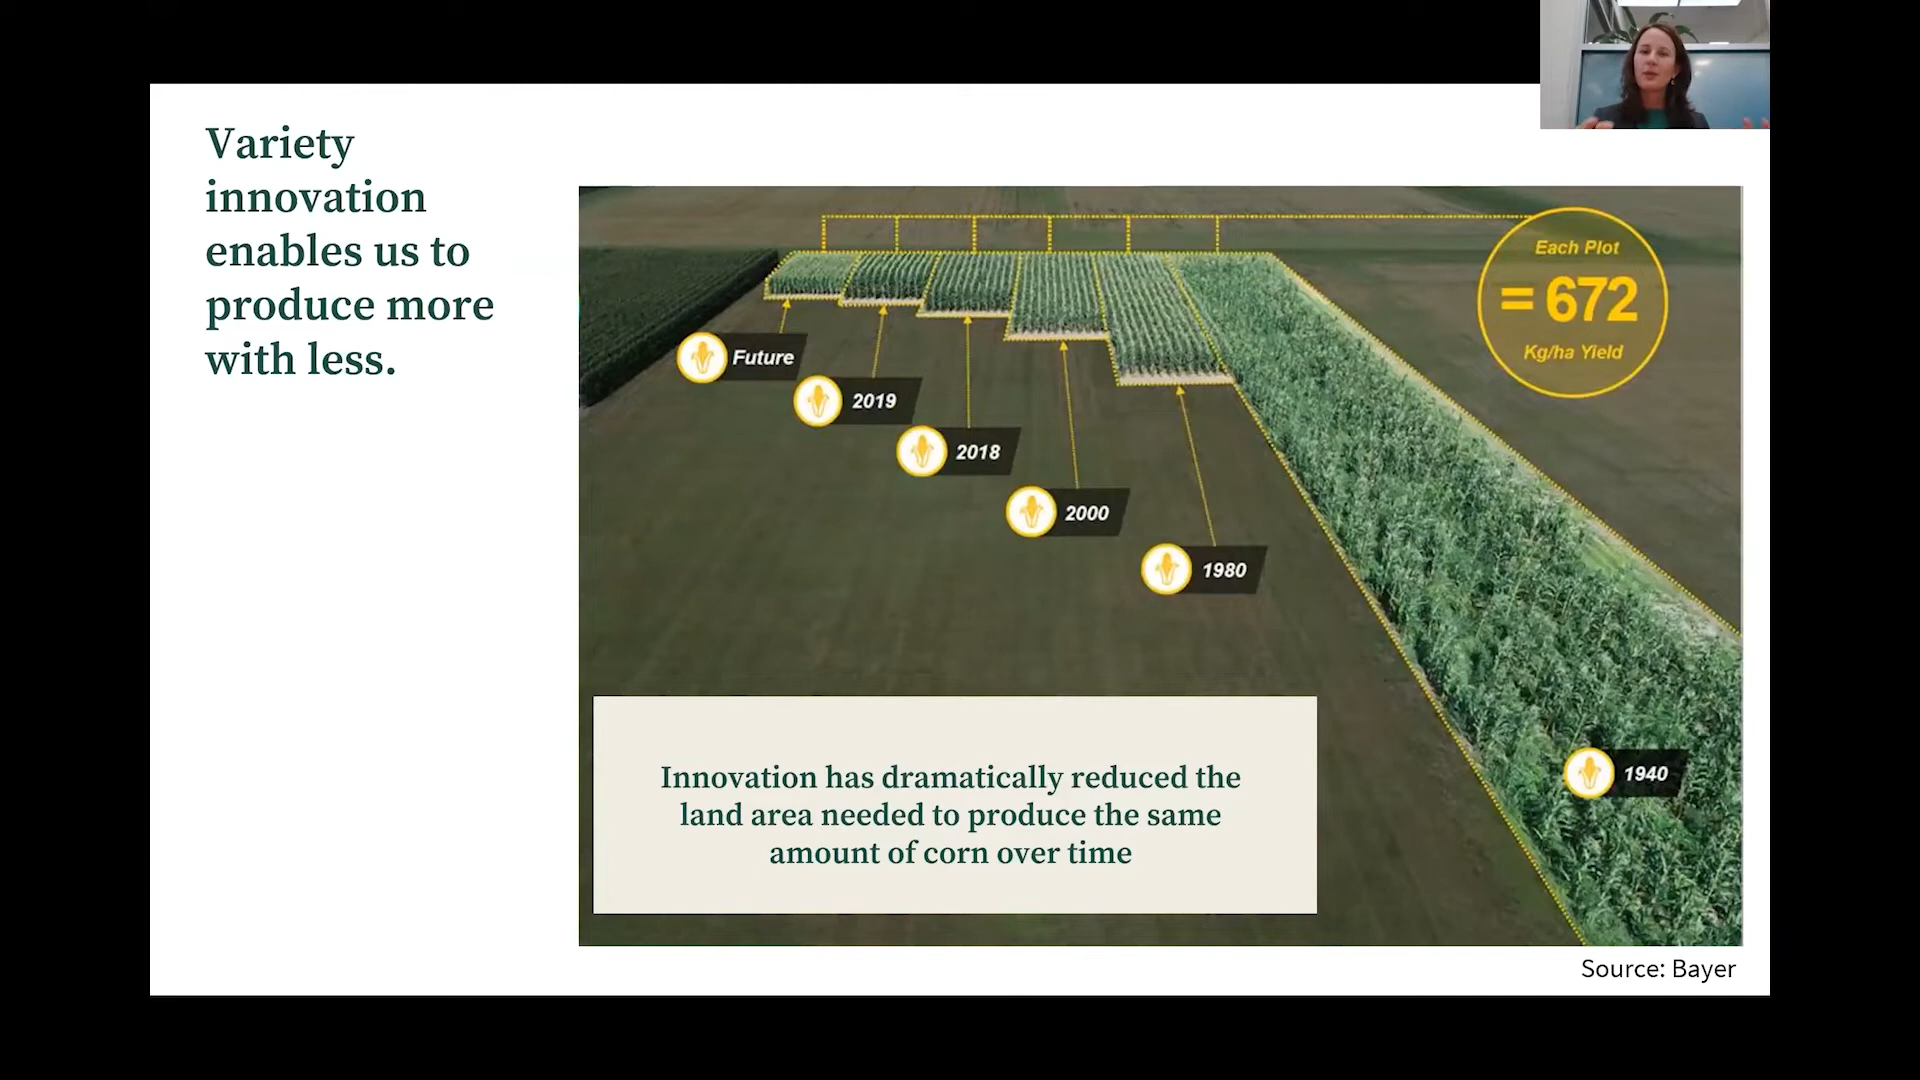 Variety
innovation
enables us to
produce more
with less.
Each Plot
= 672
Kg/ha Yield
Future
2019
2018
2000
1980
1940
Innovation has dramatically reduced the
land area needed to produce the same
amount of corn over time
Source: Bayer